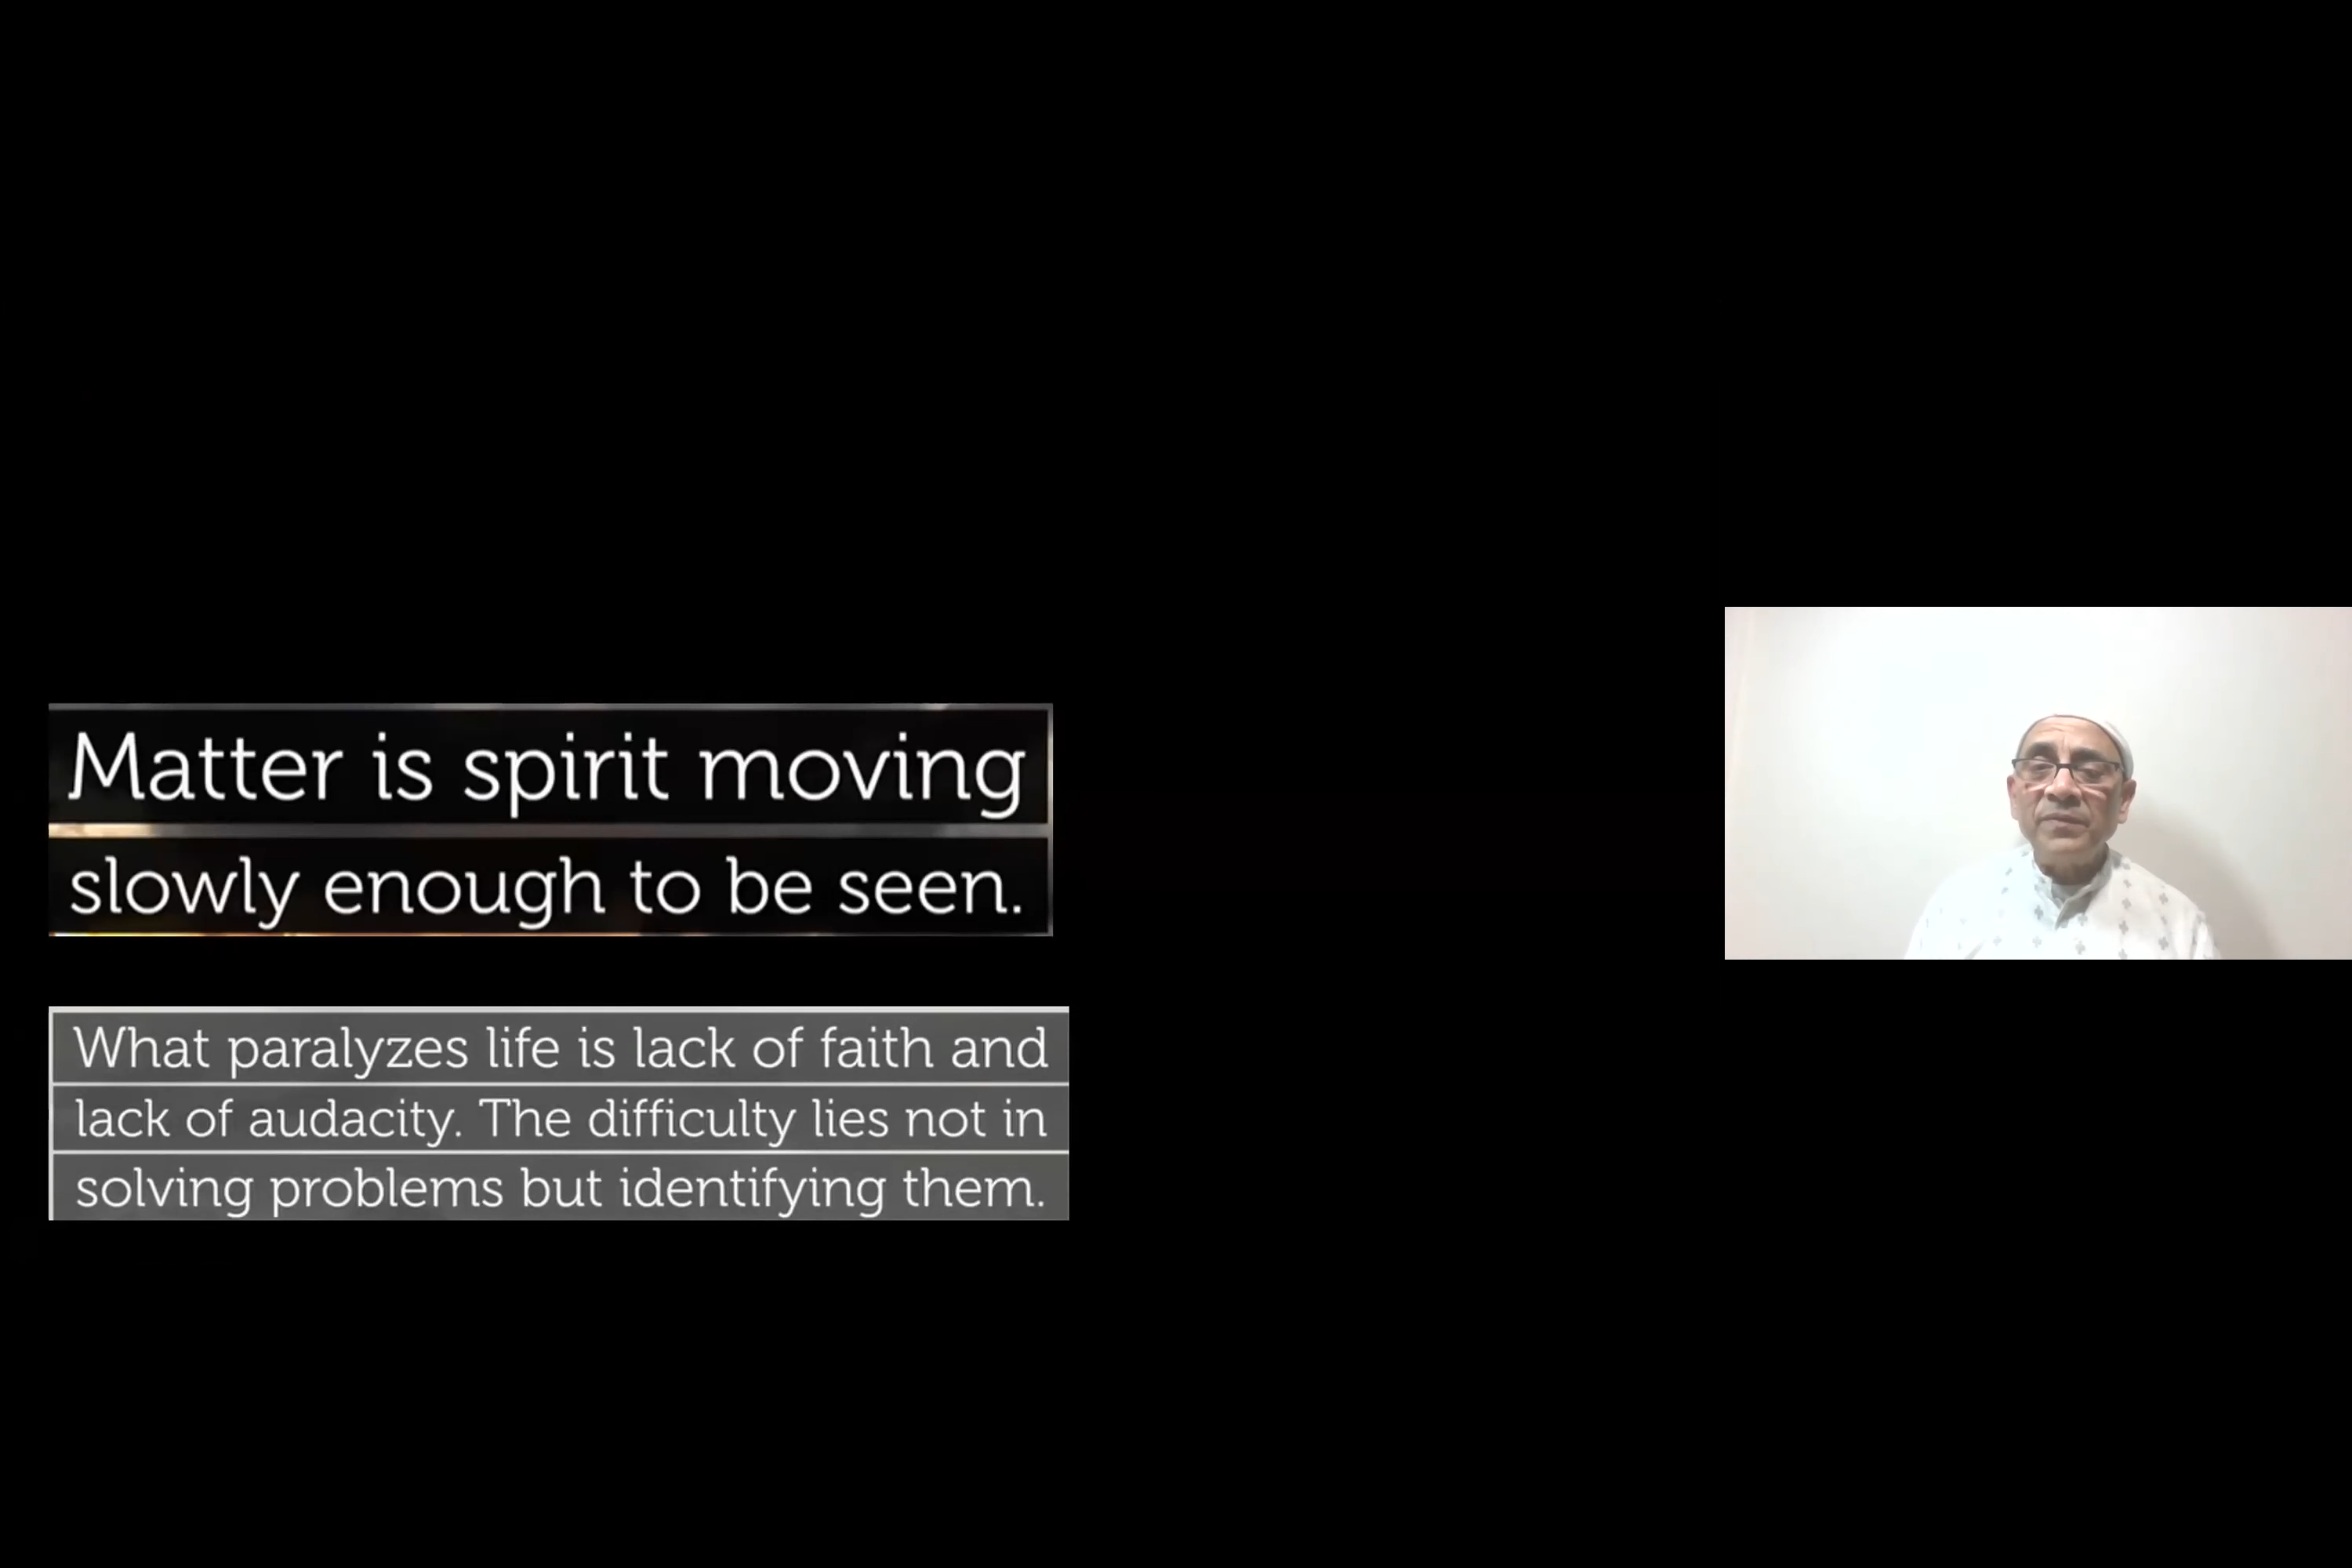 Matter is spirit moving
slowly enough to be seen.
What paralyzes life is lack of faith and
lack of audacity. The difficulty lies not in
solving problems but identifying them.